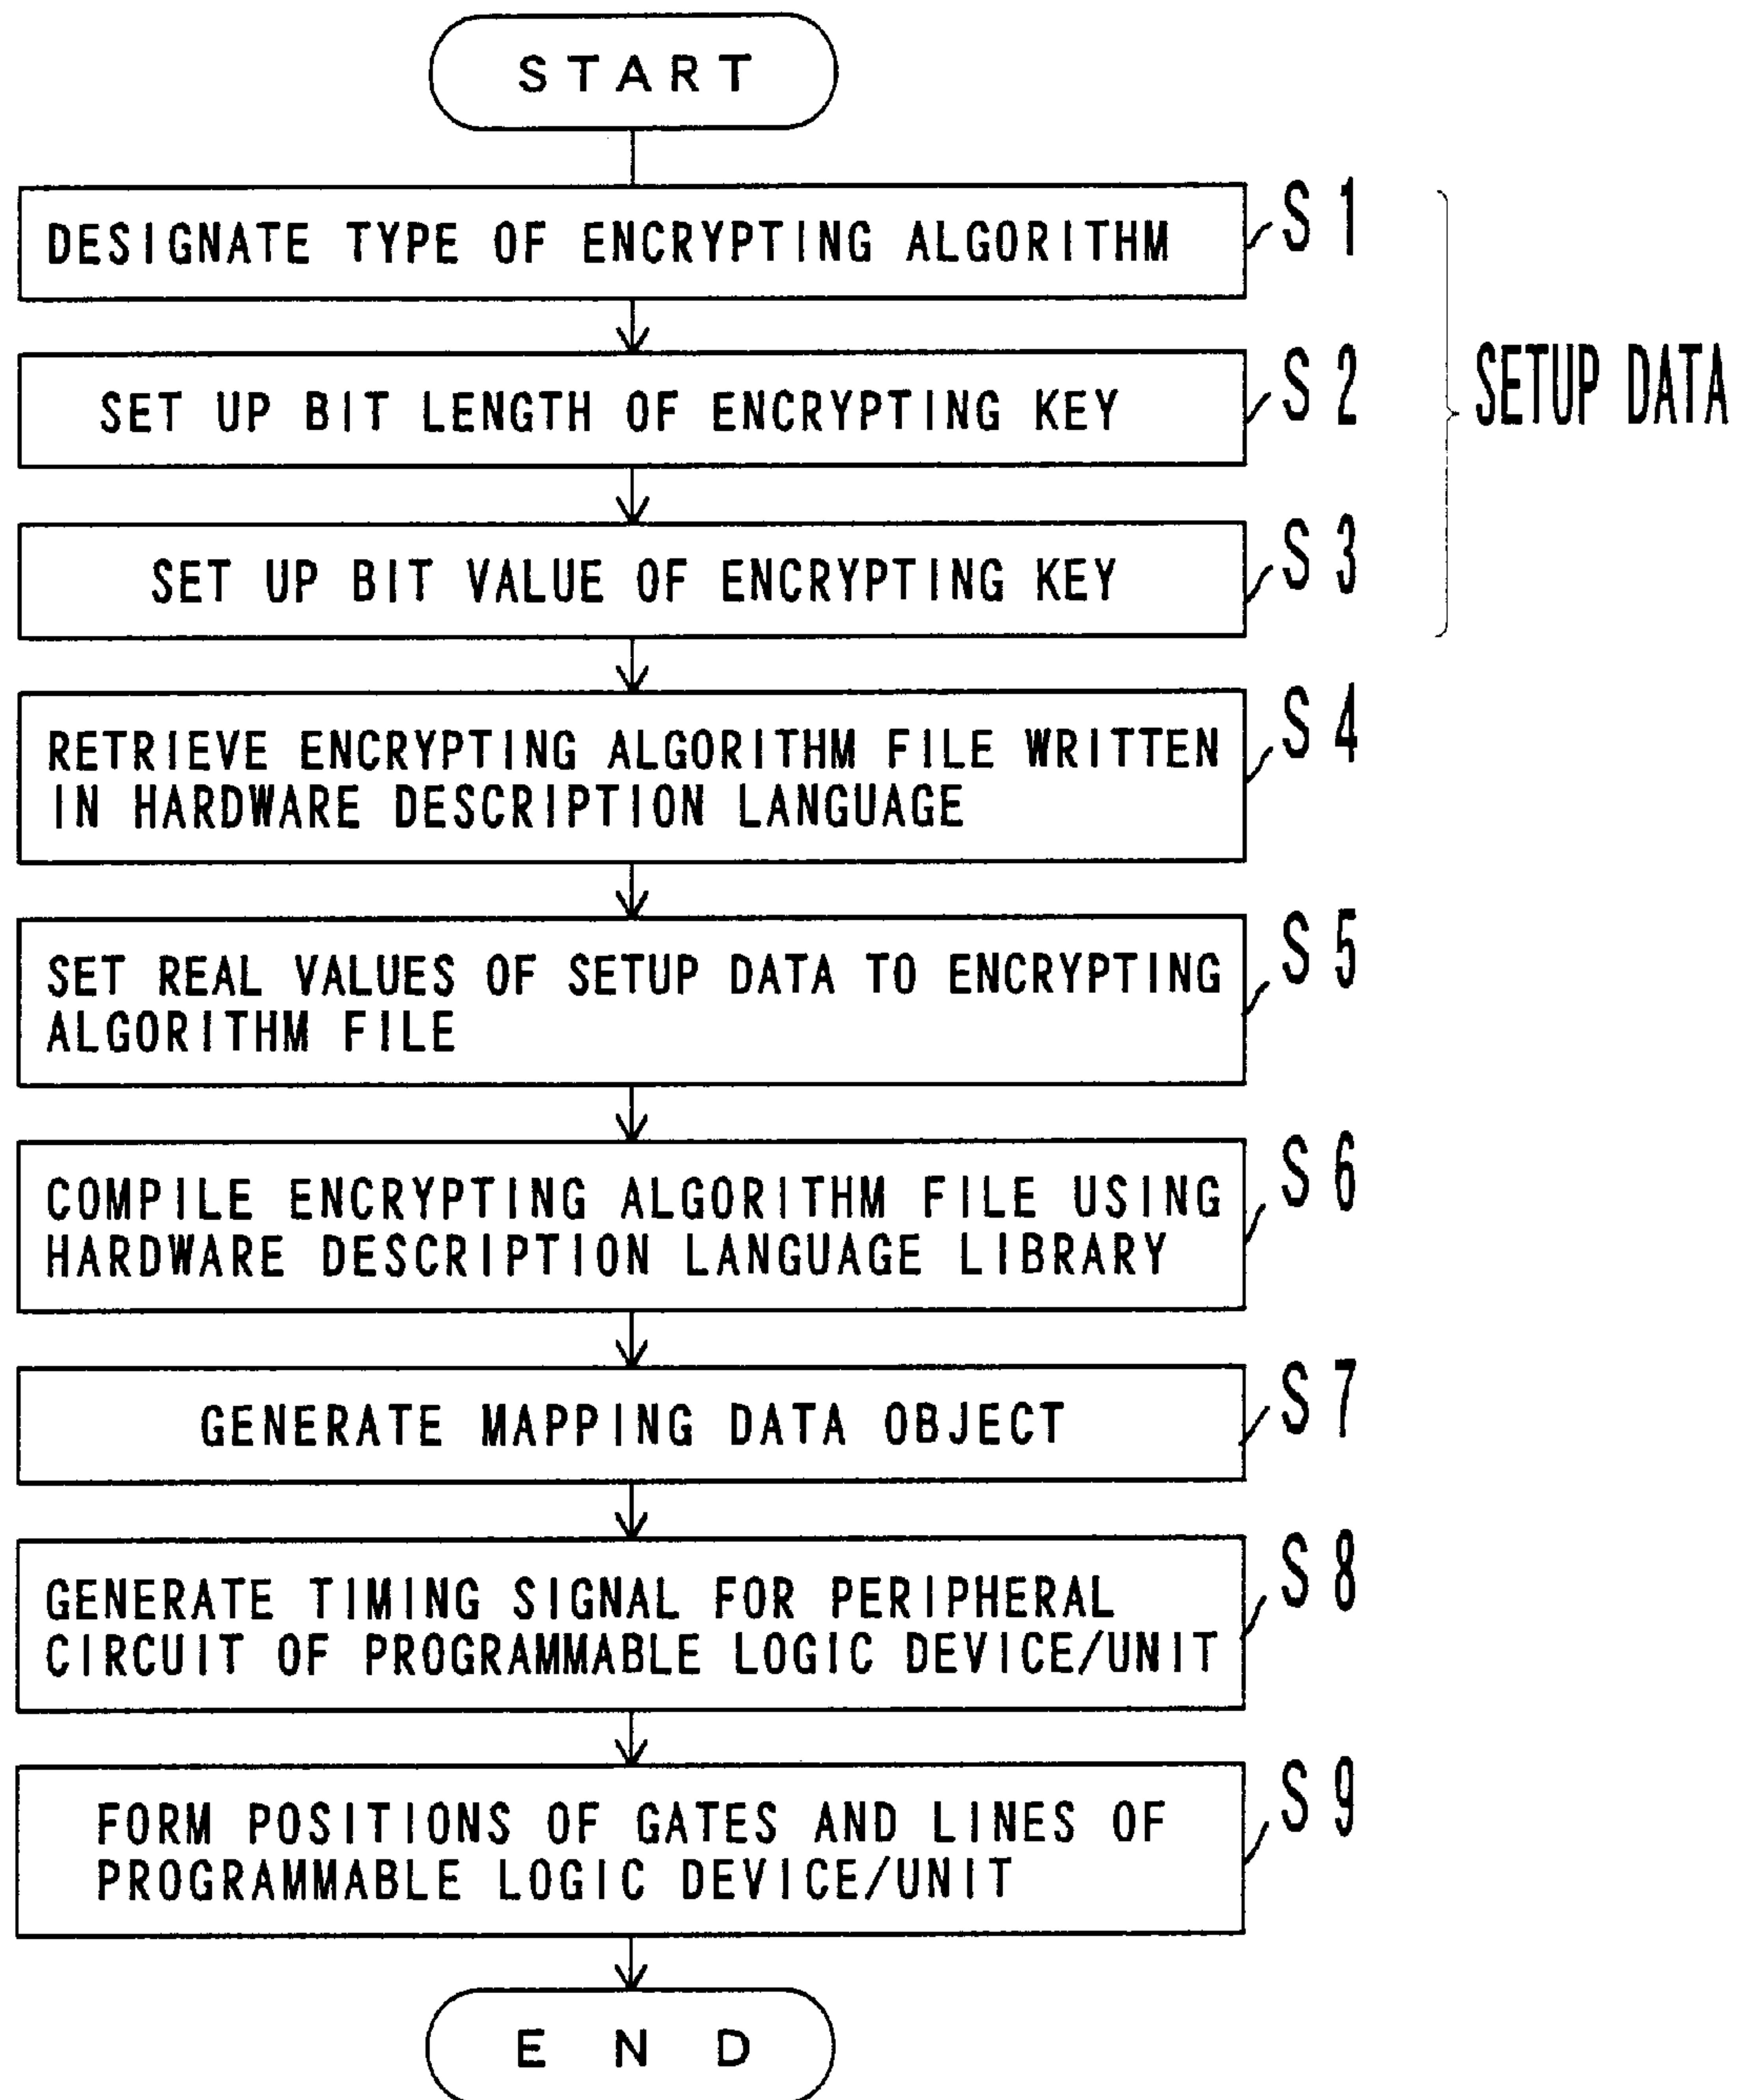 START
DESIGNATE TYPE OF ENCRYPTING ALGORITHM
S1
SET UP BIT LENGTH OF ENCRYPTING KEY
S2
SETUP DATA
SET UP BIT VALUE OF ENCRYPTING KEY
S3
RETRIEVE ENCRYPTING ALGORITHM FILE WRITTEN
IN HARDWARE DESCRIPTION LANGUAGE
S4
SET REAL VALUES OF SETUP DATA TO ENCRYPTING
ALGORITHM FILE
S5
COMPILE ENCRYPTING ALGORITHM FILE USING
HARDWARE DESCRIPTION LANGUAGE LIBRARY
S6
GENERATE MAPPING DATA OBJECT
S7
GENERATE TIMING SIGNAL FOR PERIPHERAL
CIRCUIT OF PROGRAMMABLE LOGIC DEVICE/UNIT
S8
FORM POSITIONS OF GATES AND LINES OF
PROGRAMMABLE LOGIC DEVICE/UNIT
S9
END